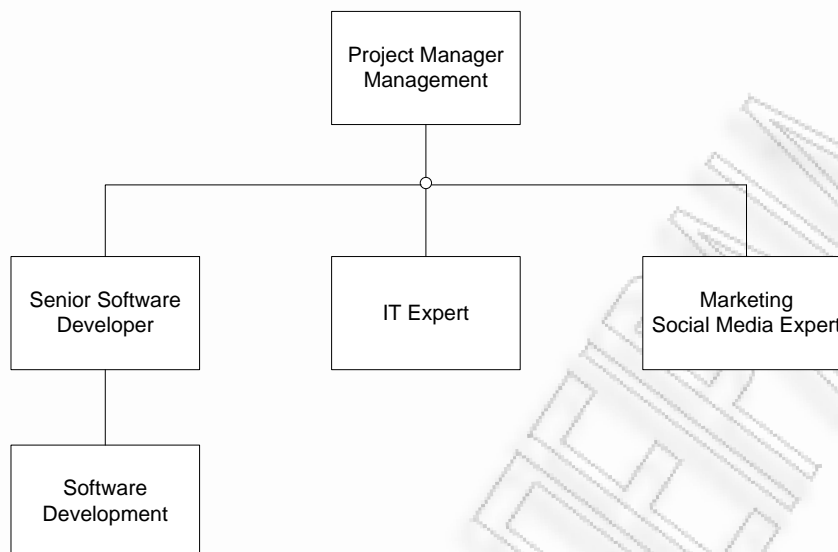 Project Manager
Management
Senior Software
Developer
IT Expert
Marketing
Social Media Expert
Software
Development